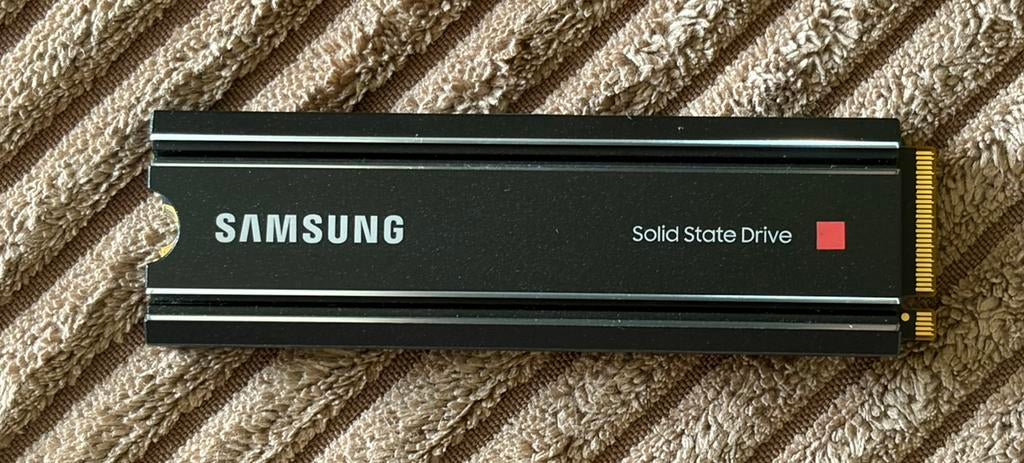 SAMSUNG
Solid State Drive